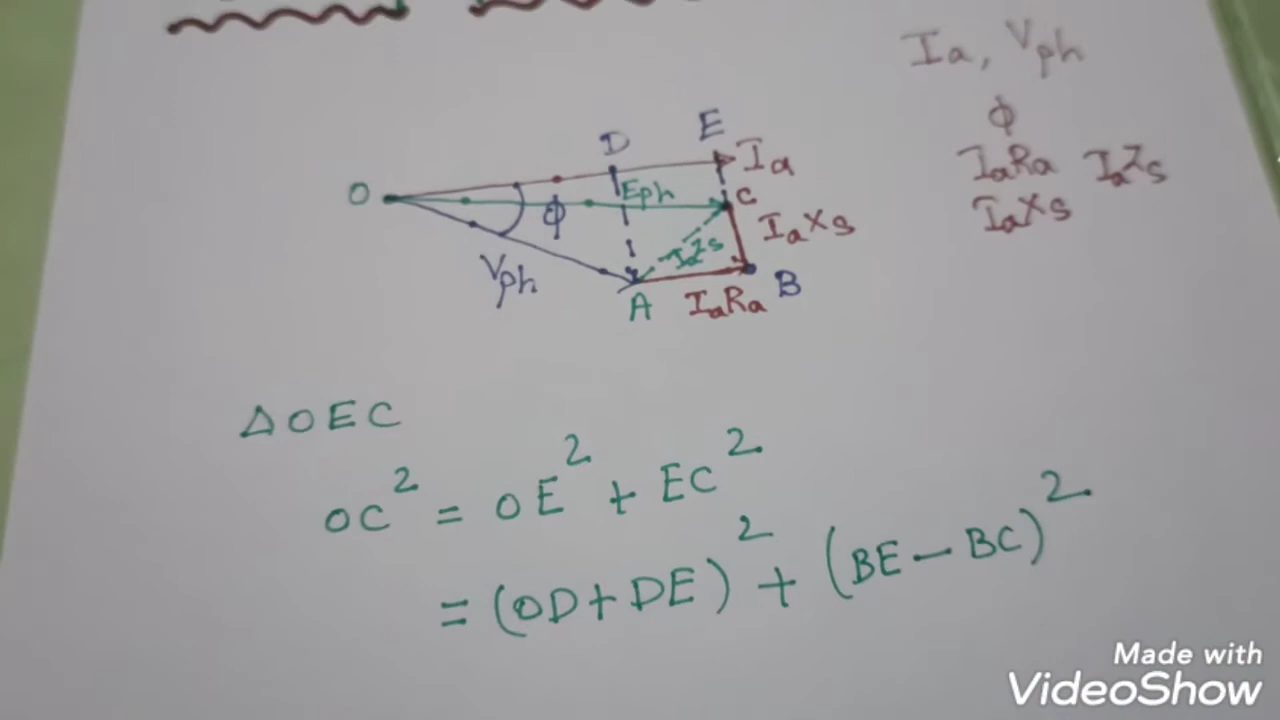 Ia, Vph
ϕ
IaRa IaZs
IaXs
D E
O Ia
Eph C
ϕ IaXs
Vph IaZs
A IaRa B
Δ OEC
OC² = OE² + EC²
= (OD + DE)² + (BE − BC)²
Made with
VideoShow